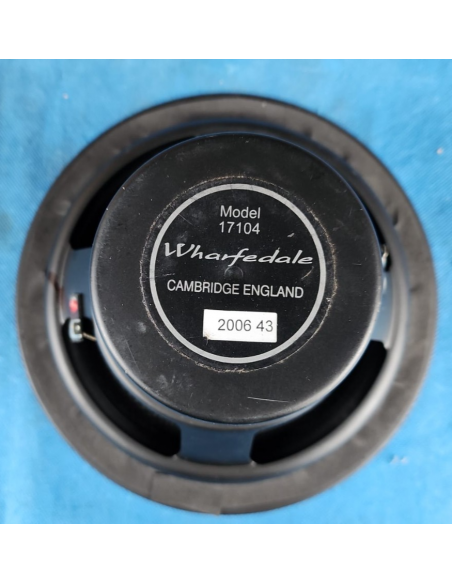 Model
17104
Wharfedale
CAMBRIDGE ENGLAND
2006 43